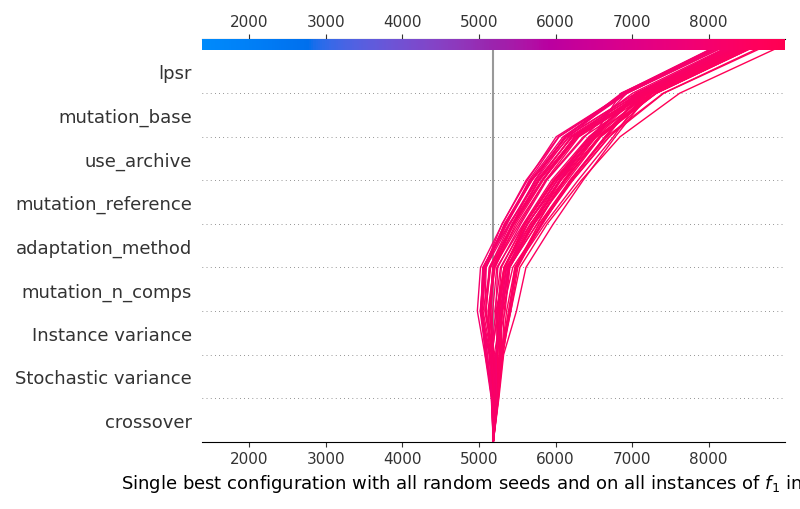 2000 3000 4000 5000 6000 7000 8000
lpsr
mutation_base
use_archive
mutation_reference
adaptation_method
mutation_n_comps
Instance variance
Stochastic variance
crossover
2000 3000 4000 5000 6000 7000 8000
Single best configuration with all random seeds and on all instances of f₁ in